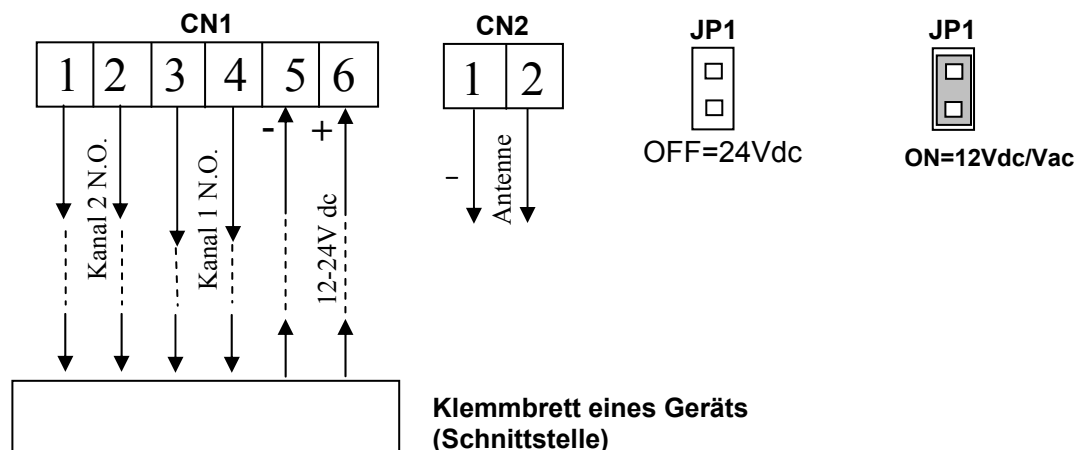 CN1
CN2
JP1
JP1
1 2 3 4 5 6
1 2
- +
-
Kanal 2 N.O.
Kanal 1 N.O.
12-24V dc
Antenne
OFF=24Vdc
ON=12Vdc/Vac
Klemmbrett eines Geräts
(Schnittstelle)